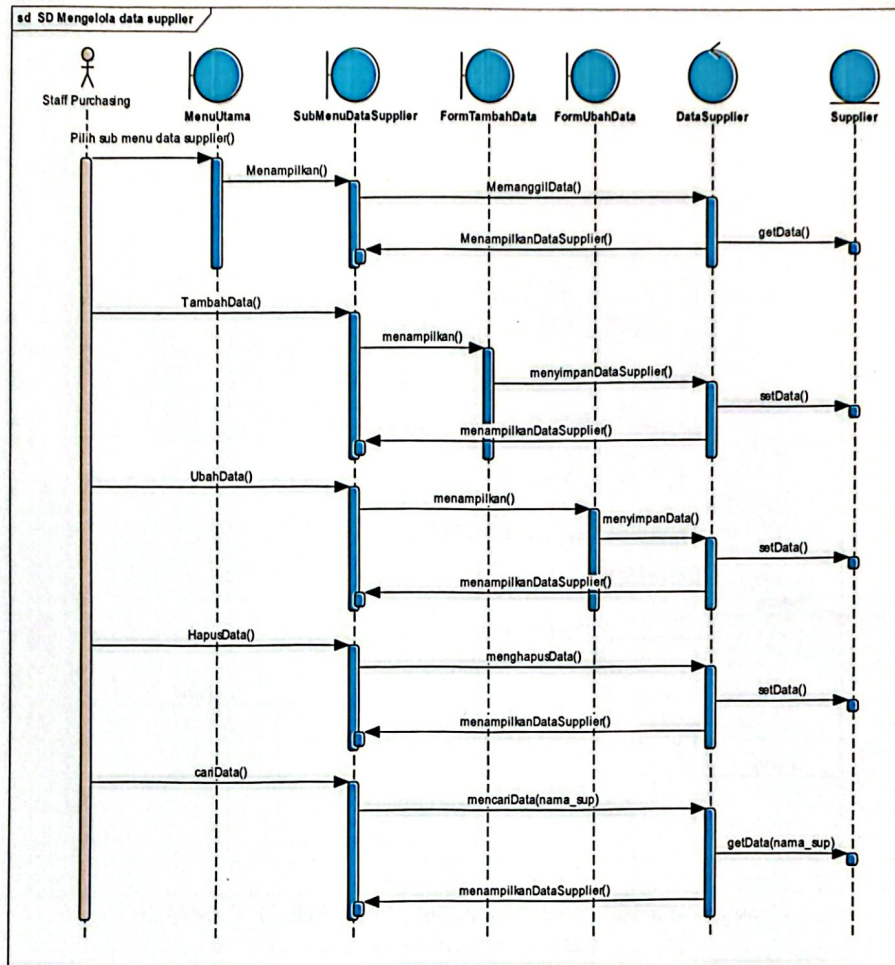 sd SD Mengelola data supplier
Staff Purchasing
MenuUtama
SubMenuDataSupplier
FormTambahData
FormUbahData
DataSupplier
Supplier
Pilih sub menu data supplier()
Menampilkan()
MemanggilData()
MenampilkanDataSupplier()
getData()
TambahData()
menampilkan()
menyimpanDataSupplier()
setData()
menampilkanDataSupplier()
UbahData()
menampilkan()
menyimpanData()
setData()
menampilkanDataSupplier()
HapusData()
menghapusData()
setData()
menampilkanDataSupplier()
cariData()
mencariData(nama_sup)
getData(nama_sup)
menampilkanDataSupplier()